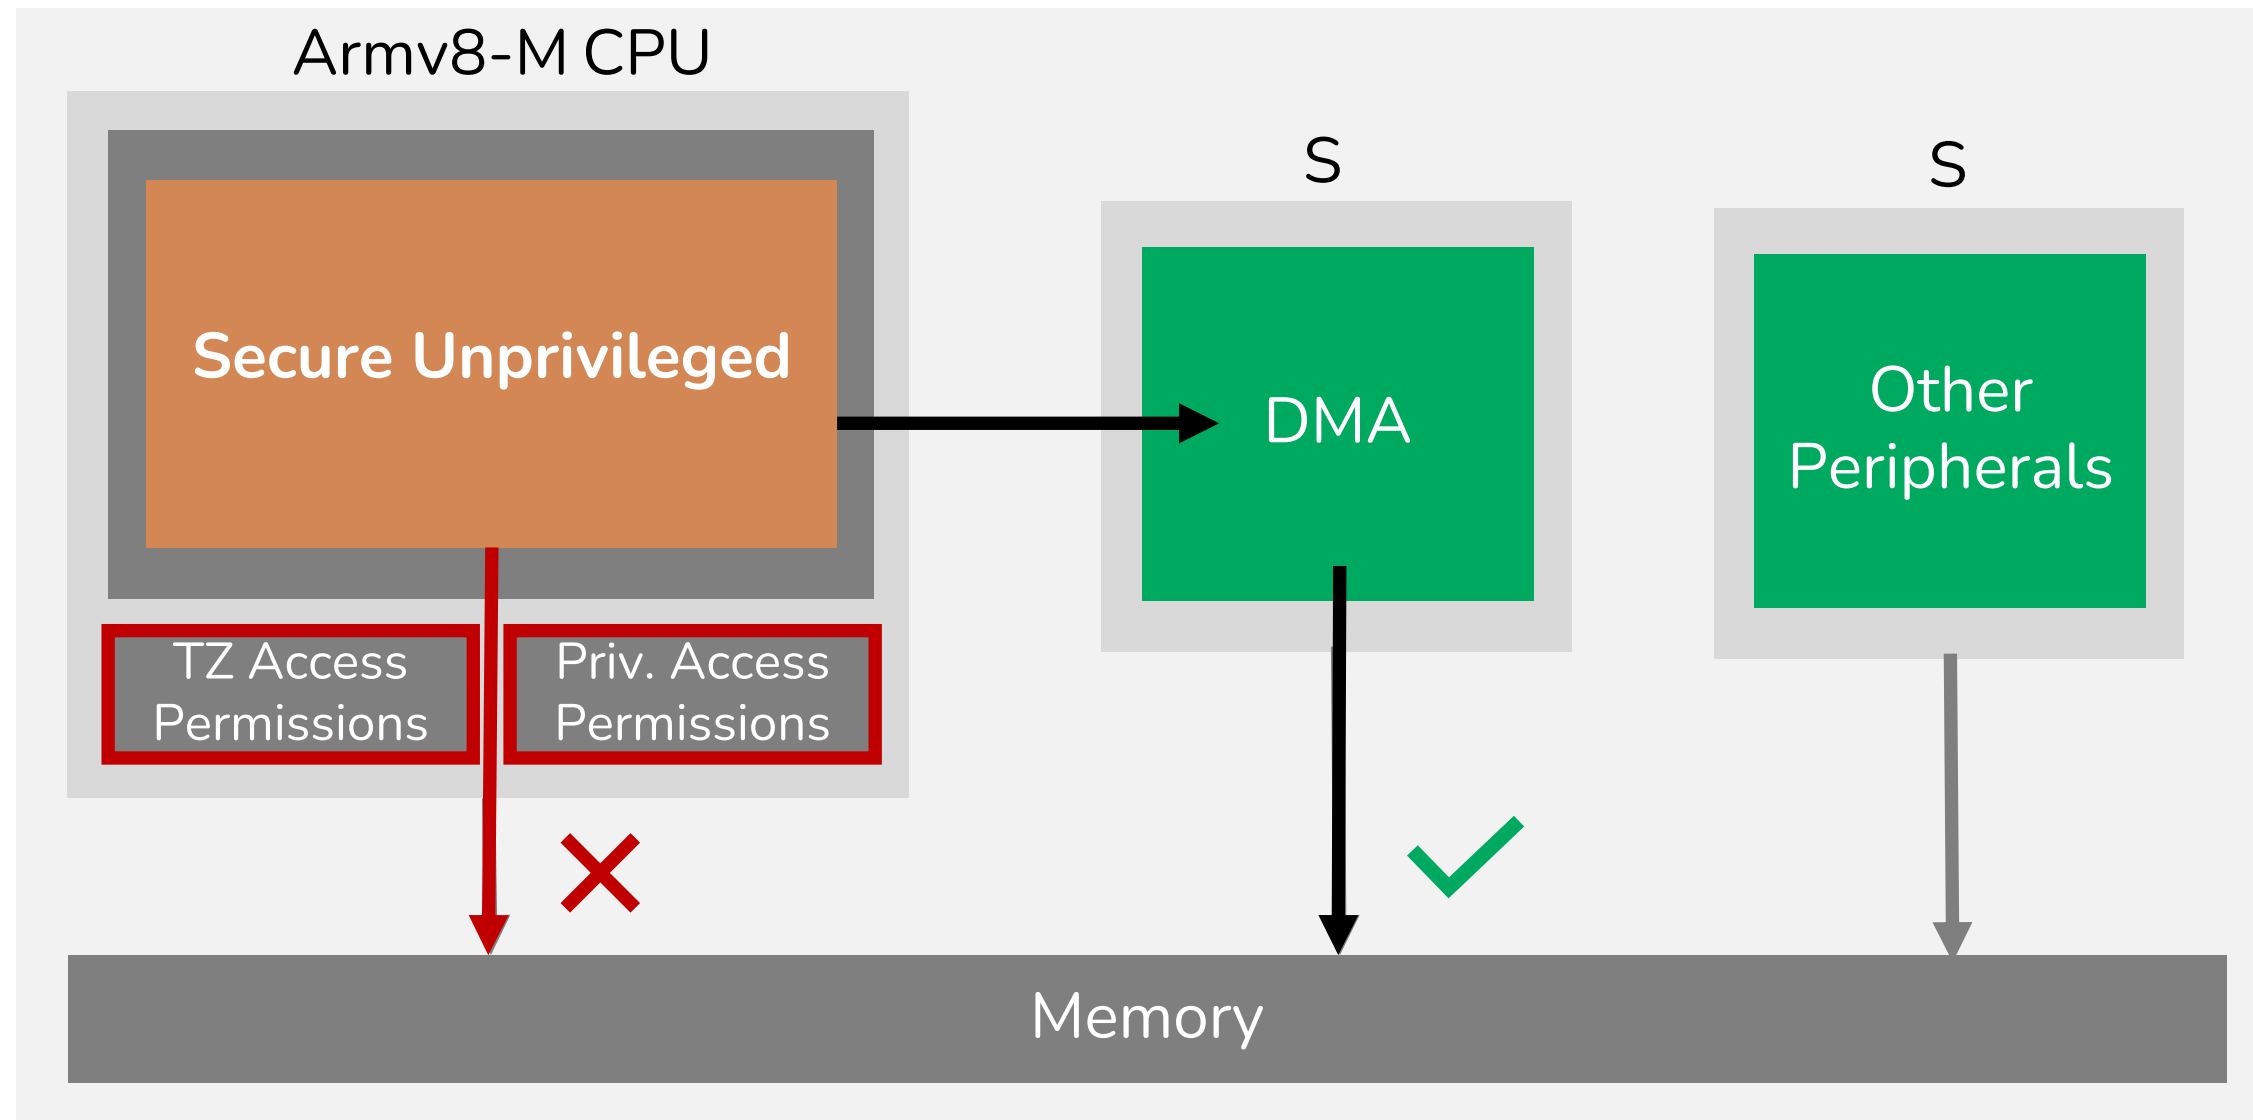 Armv8-M CPU
S
S
Secure Unprivileged
DMA
Other
Peripherals
TZ Access
Permissions
Priv. Access
Permissions
Memory